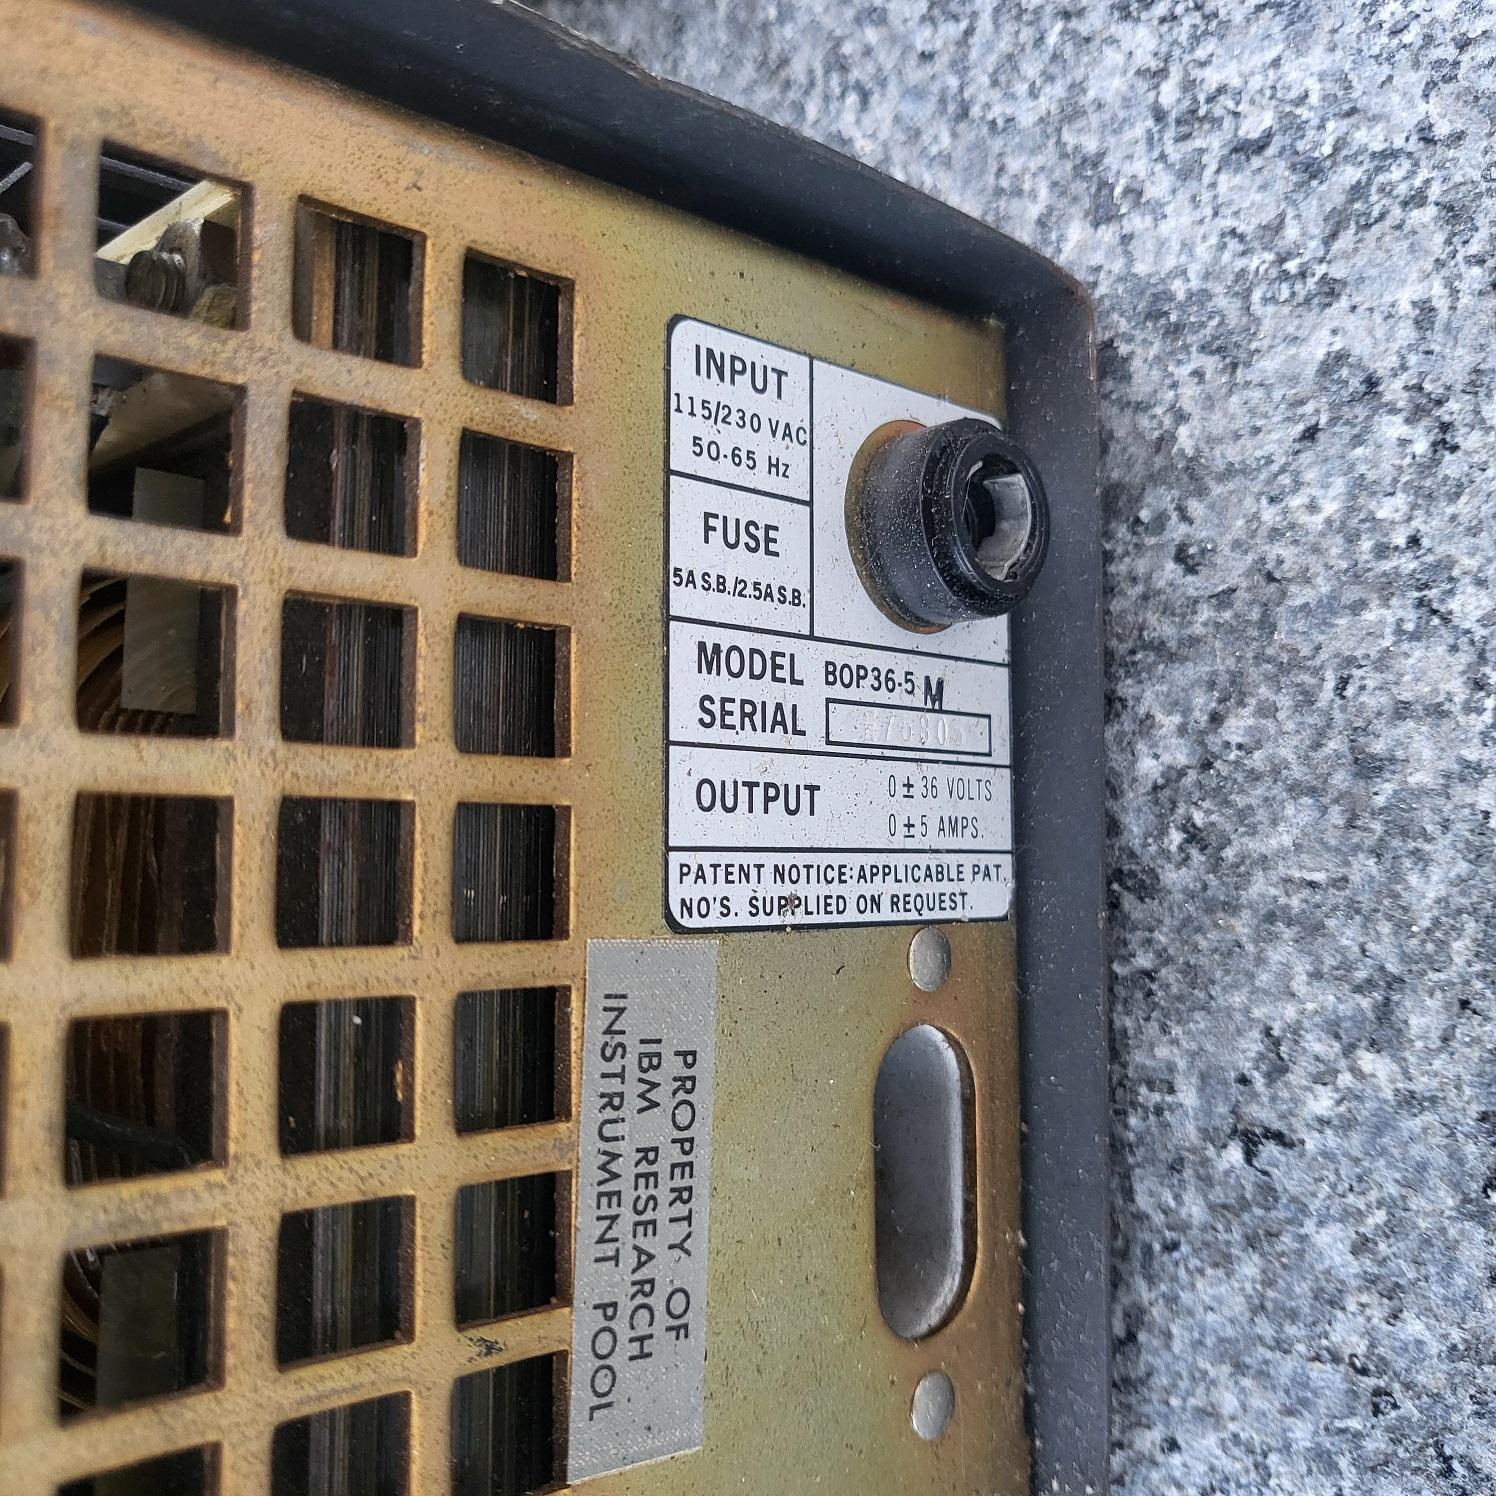 INPUT
115/230 VAC
50-65 Hz
FUSE
5A S.B./2.5A S.B.
MODEL BOP36-5 M
SERIAL
OUTPUT 0 ± 36 VOLTS
0 ± 5 AMPS.
PATENT NOTICE: APPLICABLE PAT.
NO'S. SUPPLIED ON REQUEST.
PROPERTY OF
IBM RESEARCH
INSTRUMENT POOL